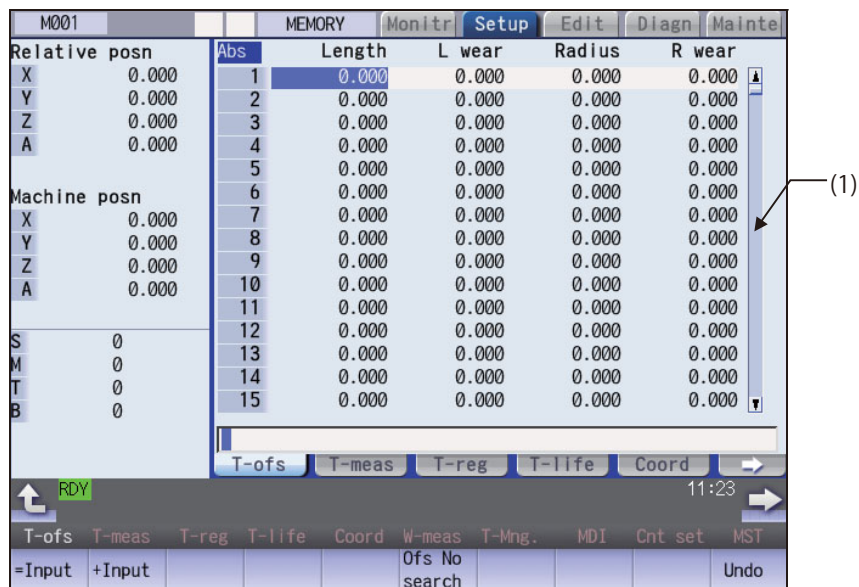 M001 MEMORY Monitr Setup Edit Diagn Mainte
Relative posn
X 0.000
Y 0.000
Z 0.000
A 0.000
Machine posn
X 0.000
Y 0.000
Z 0.000
A 0.000
S 0
M 0
T 0
B 0
Abs Length L wear Radius R wear
1 0.000 0.000 0.000 0.000
2 0.000 0.000 0.000 0.000
3 0.000 0.000 0.000 0.000
4 0.000 0.000 0.000 0.000
5 0.000 0.000 0.000 0.000
6 0.000 0.000 0.000 0.000
7 0.000 0.000 0.000 0.000
8 0.000 0.000 0.000 0.000
9 0.000 0.000 0.000 0.000
10 0.000 0.000 0.000 0.000
11 0.000 0.000 0.000 0.000
12 0.000 0.000 0.000 0.000
13 0.000 0.000 0.000 0.000
14 0.000 0.000 0.000 0.000
15 0.000 0.000 0.000 0.000
(1)
T-ofs T-meas T-reg T-life Coord
RDY 11:23
T-ofs T-meas T-reg T-life Coord W-meas T-Mng. MDI Cnt set MST
=Input +Input Ofs No search Undo